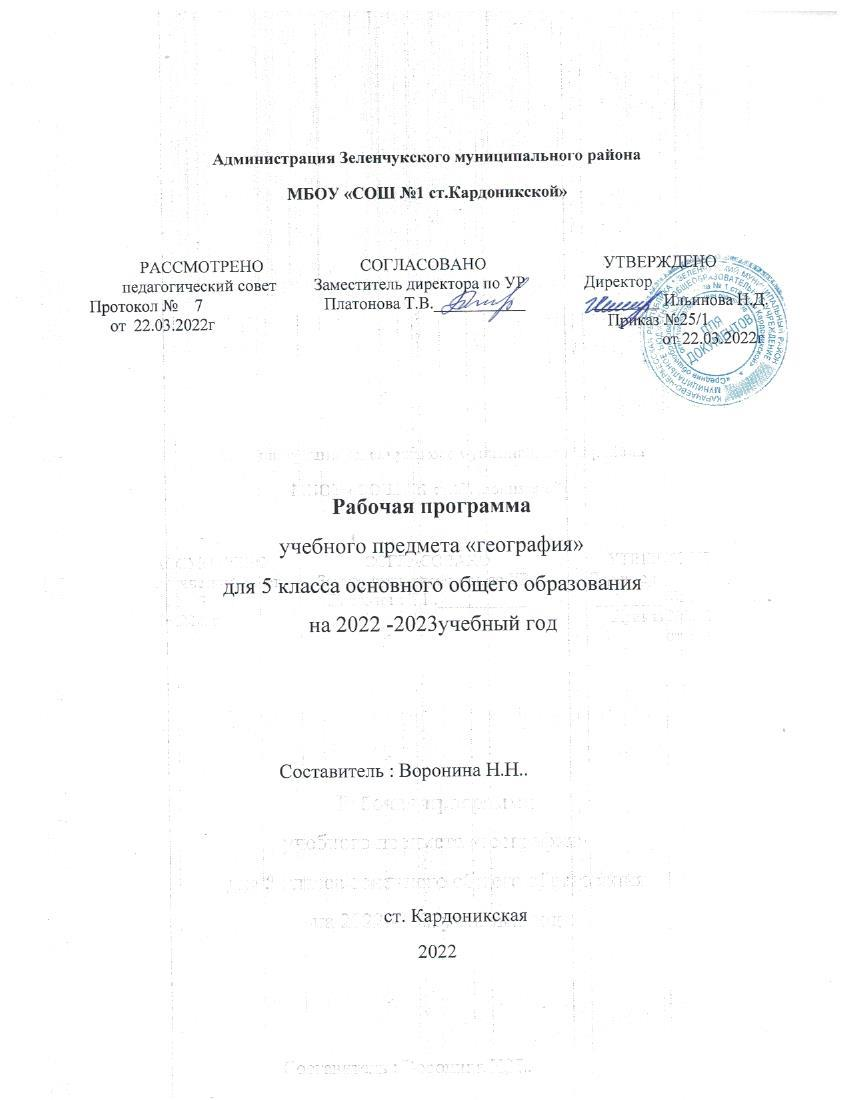 Администрация Зеленчукского муниципального района
МБОУ «СОШ №1 ст.Кардоникской»
РАССМОТРЕНО
педагогический совет
Протокол № 7
от 22.03.2022г
СОГЛАСОВАНО
Заместитель директора по УР
Платонова Т.В.
УТВЕРЖДЕНО
Директор
Ильинова Н.Д.
Приказ №25/1
от 22.03.2022г
ДЛЯ
ДОКУМЕНТОВ
Рабочая программа
учебного предмета «география»
для 5 класса основного общего образования
на 2022 -2023учебный год
Составитель : Воронина Н.Н..
ст. Кардоникская
2022